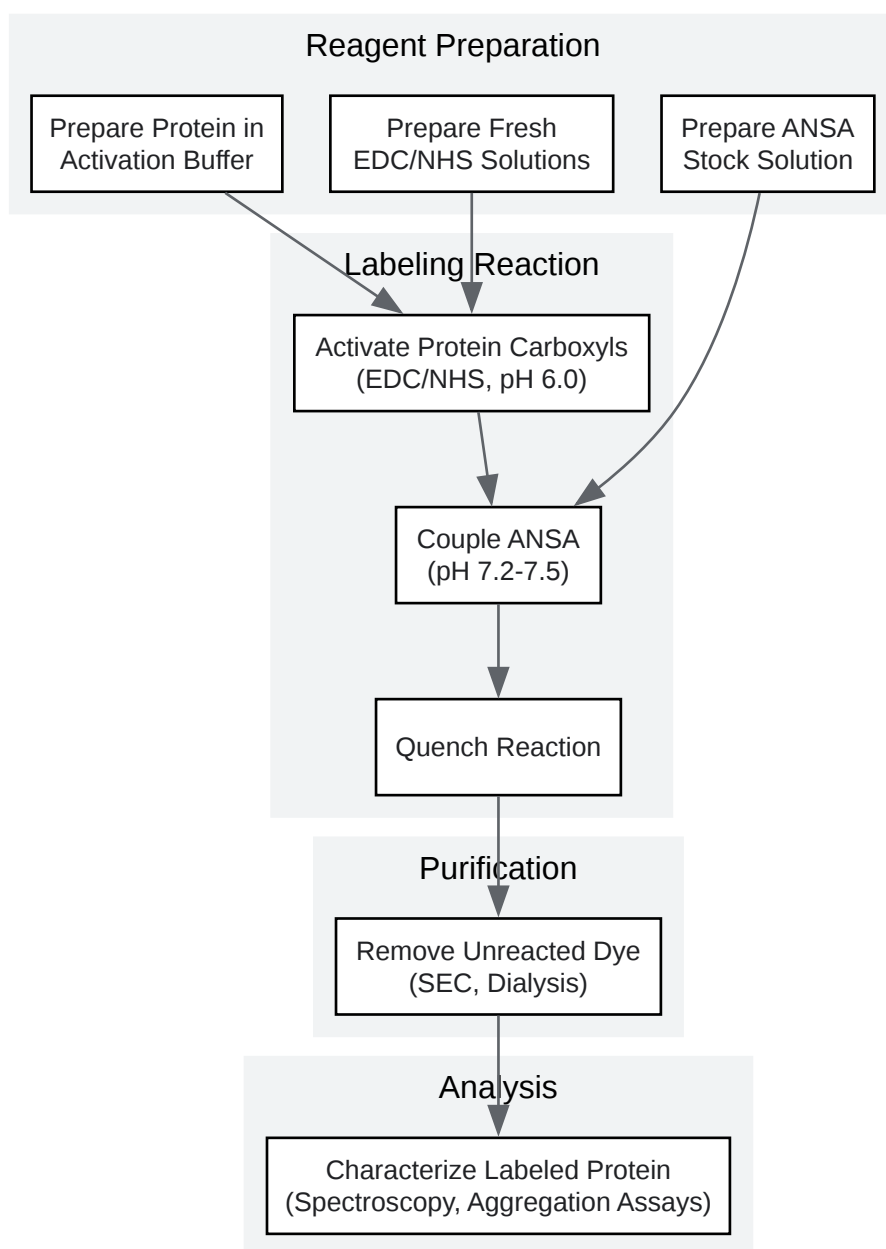 Reagent Preparation
Prepare Protein in
Activation Buffer
Prepare Fresh
EDC/NHS Solutions
Prepare ANSA
Stock Solution
Labeling Reaction
Activate Protein Carboxyls
(EDC/NHS, pH 6.0)
Couple ANSA
(pH 7.2-7.5)
Quench Reaction
Purification
Remove Unreacted Dye
(SEC, Dialysis)
Analysis
Characterize Labeled Protein
(Spectroscopy, Aggregation Assays)